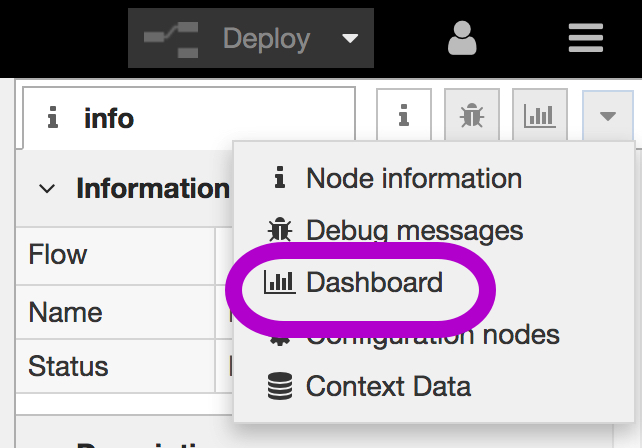 Deploy
info
Information
Node information
Debug messages
Flow
Dashboard
Name
Configuration nodes
Status
Context Data